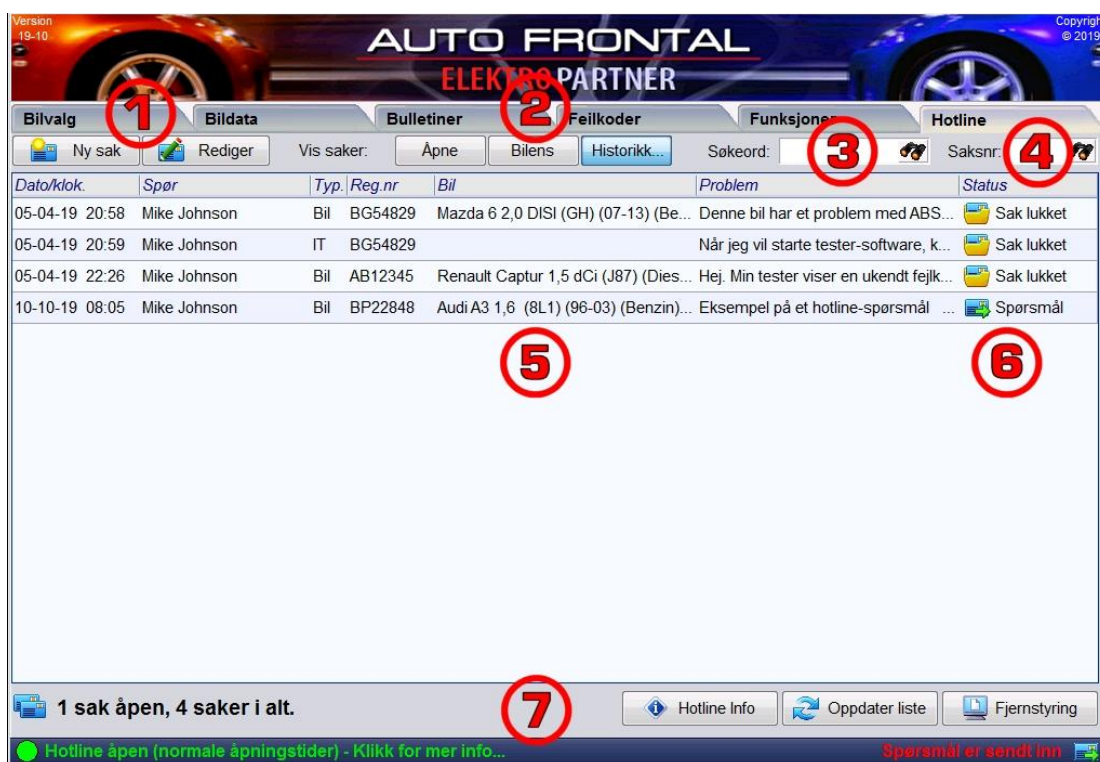 Version
19-10
AUTO FRONTAL
Copyrigh
© 2019
ELEKTROPARTNER
Bilvalg Bildata Bulletiner Feilkoder Funksjoner Hotline
1 2 3 4
Ny sak Rediger Vis saker: Åpne Bilens Historikk... Søkeord: Saksnr:
Dato/klok. Spør Typ. Reg.nr Bil Problem Status
05-04-19 20:58 Mike Johnson Bil BG54829 Mazda 6 2,0 DISI (GH) (07-13) (Be... Denne bil har et problem med ABS... Sak lukket
05-04-19 20:59 Mike Johnson IT BG54829 Når jeg vil starte tester-software, k... Sak lukket
05-04-19 22:26 Mike Johnson Bil AB12345 Renault Captur 1,5 dCi (J87) (Dies... Hej. Min tester viser en ukendt fejlk... Sak lukket
10-10-19 08:05 Mike Johnson Bil BP22848 Audi A3 1,6 (8L1) (96-03) (Benzin)... Eksempel på et hotline-spørsmål ... Spørsmål
5 6
1 sak åpen, 4 saker i alt. 7 Hotline Info Oppdater liste Fjernstyring
Hotline åpen (normale åpningstider) - Klikk for mer info... Spørsmål er sendt inn